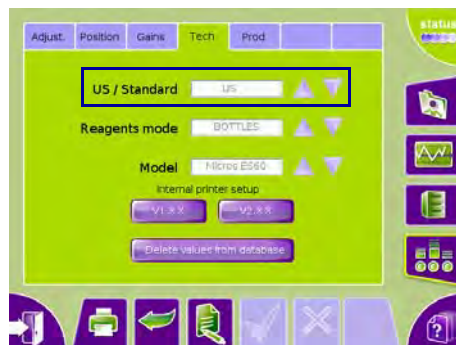 status
Adjust. Position Gains Tech Prod
US / Standard US
Reagents mode BOTTLES
Model Micros ES60
Internal printer setup
V1.X.X V2.X.X
Delete values from database